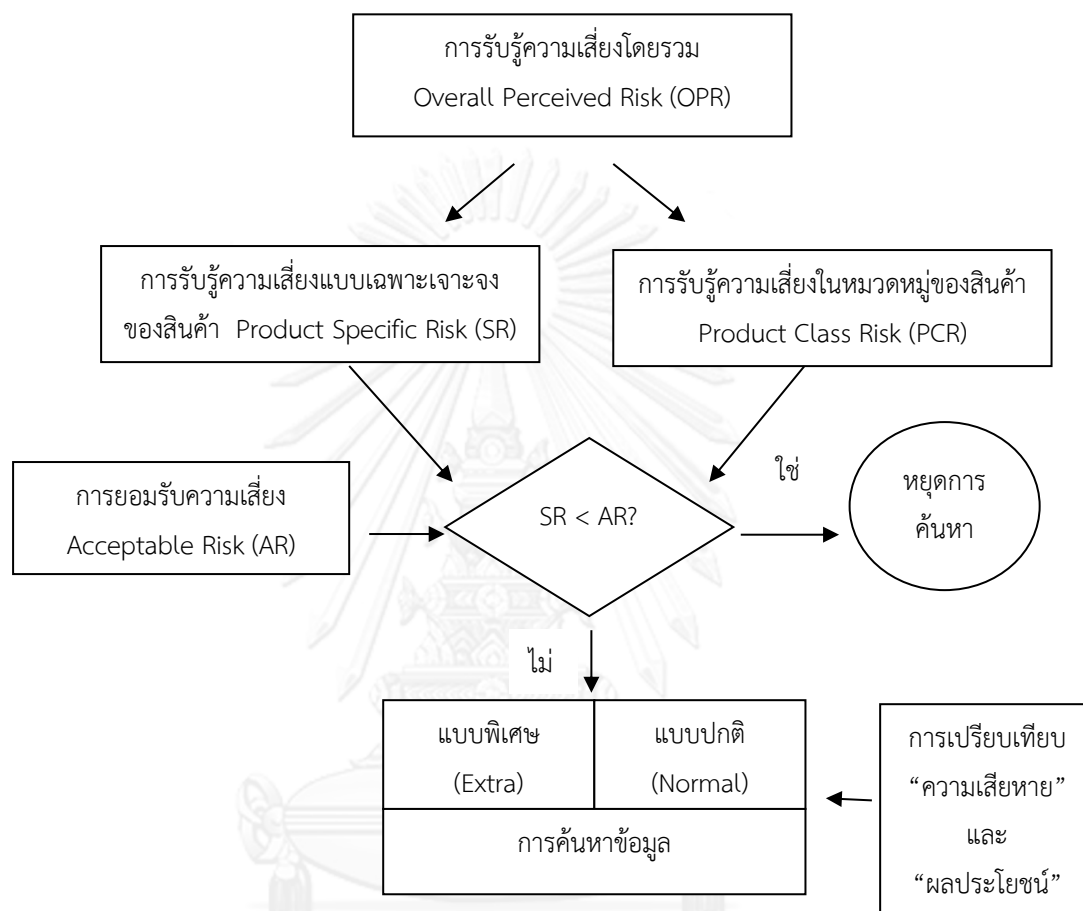 การรับรู้ความเสี่ยงโดยรวม
Overall Perceived Risk (OPR)
การรับรู้ความเสี่ยงแบบเฉพาะเจาะจง
ของสินค้า Product Specific Risk (SR)
การรับรู้ความเสี่ยงในหมวดหมู่ของสินค้า
Product Class Risk (PCR)
การยอมรับความเสี่ยง
Acceptable Risk (AR)
SR < AR?
ใช่
หยุดการ
ค้นหา
ไม่
แบบพิเศษ
(Extra)
แบบปกติ
(Normal)
การค้นหาข้อมูล
การเปรียบเทียบ
“ความเสียหาย”
และ
“ผลประโยชน์”